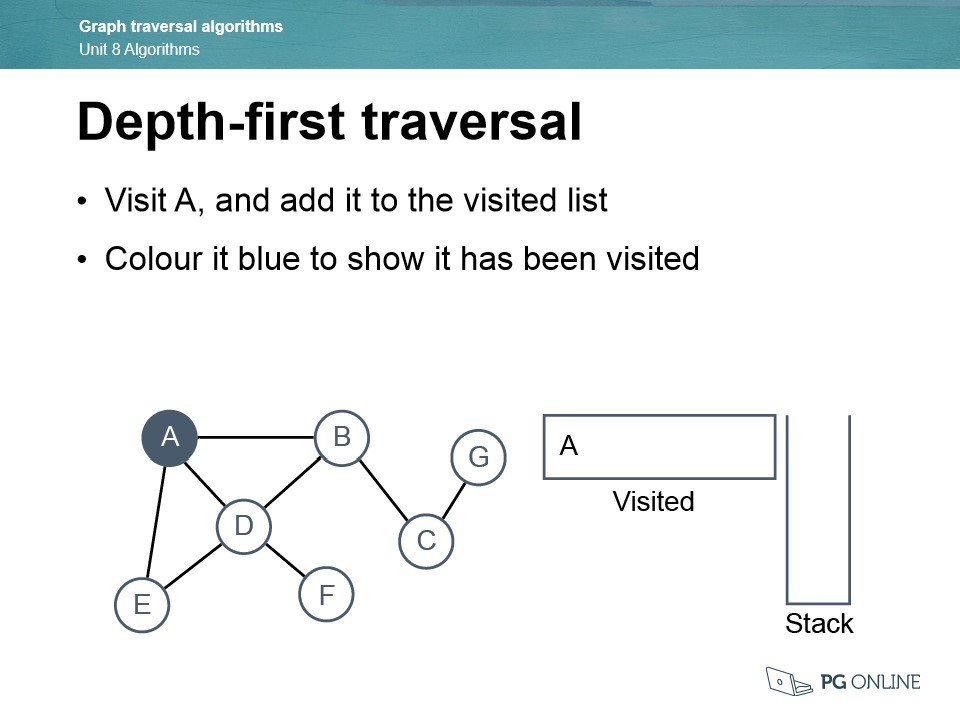 Graph traversal algorithms
Unit 8 Algorithms
Depth-first traversal
• Visit A, and add it to the visited list
• Colour it blue to show it has been visited
A
B
G
D
C
E
F
A
Visited
Stack
PG ONLINE